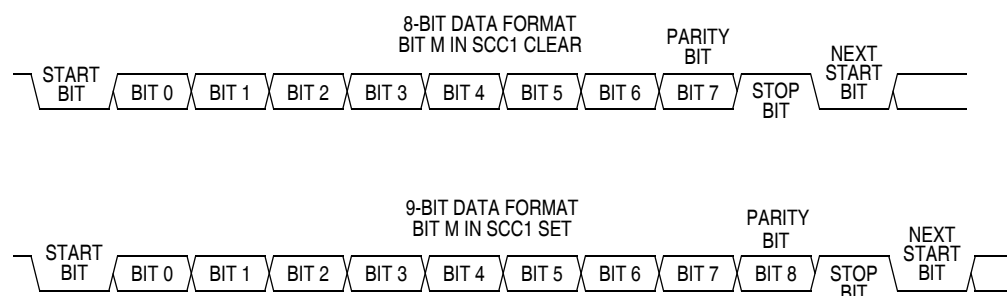 8-BIT DATA FORMAT
BIT M IN SCC1 CLEAR
PARITY
BIT
START
BIT
BIT 0
BIT 1
BIT 2
BIT 3
BIT 4
BIT 5
BIT 6
BIT 7
STOP
BIT
NEXT
START
BIT
9-BIT DATA FORMAT
BIT M IN SCC1 SET
PARITY
BIT
START
BIT
BIT 0
BIT 1
BIT 2
BIT 3
BIT 4
BIT 5
BIT 6
BIT 7
BIT 8
STOP
BIT
NEXT
START
BIT